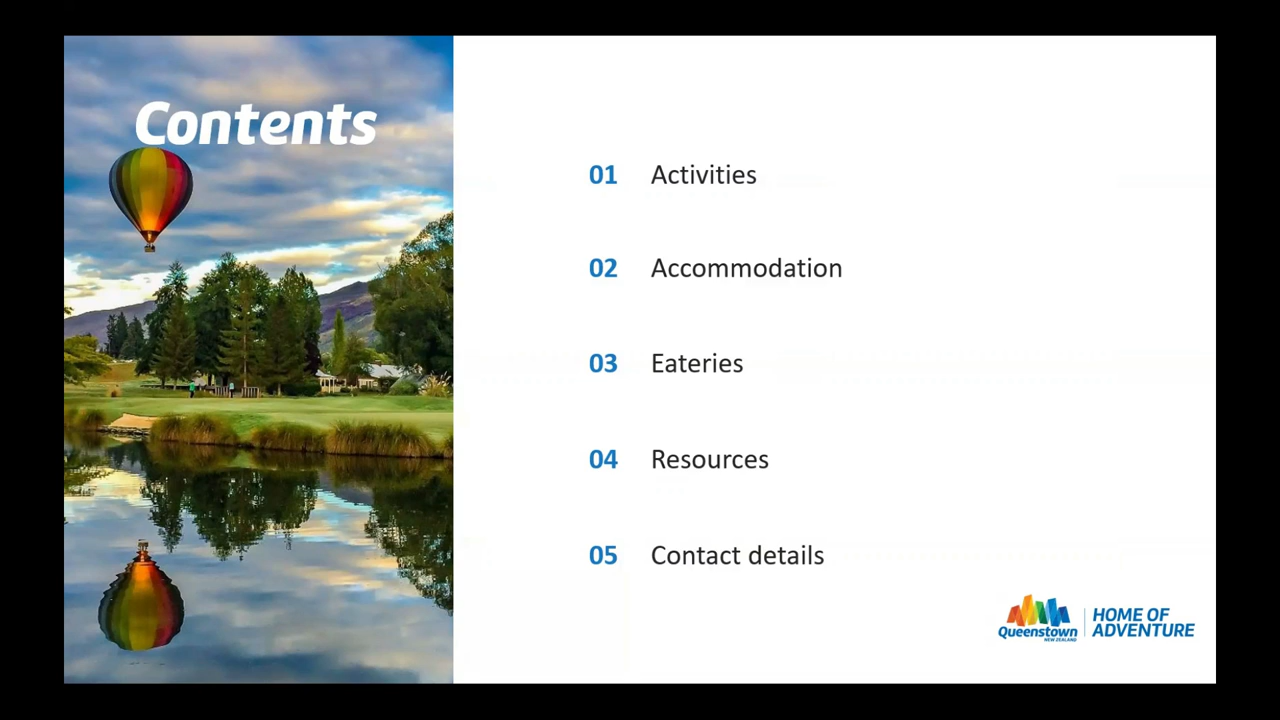 Contents
01 Activities
02 Accommodation
03 Eateries
04 Resources
05 Contact details
Queenstown
NEW ZEALAND
HOME OF
ADVENTURE